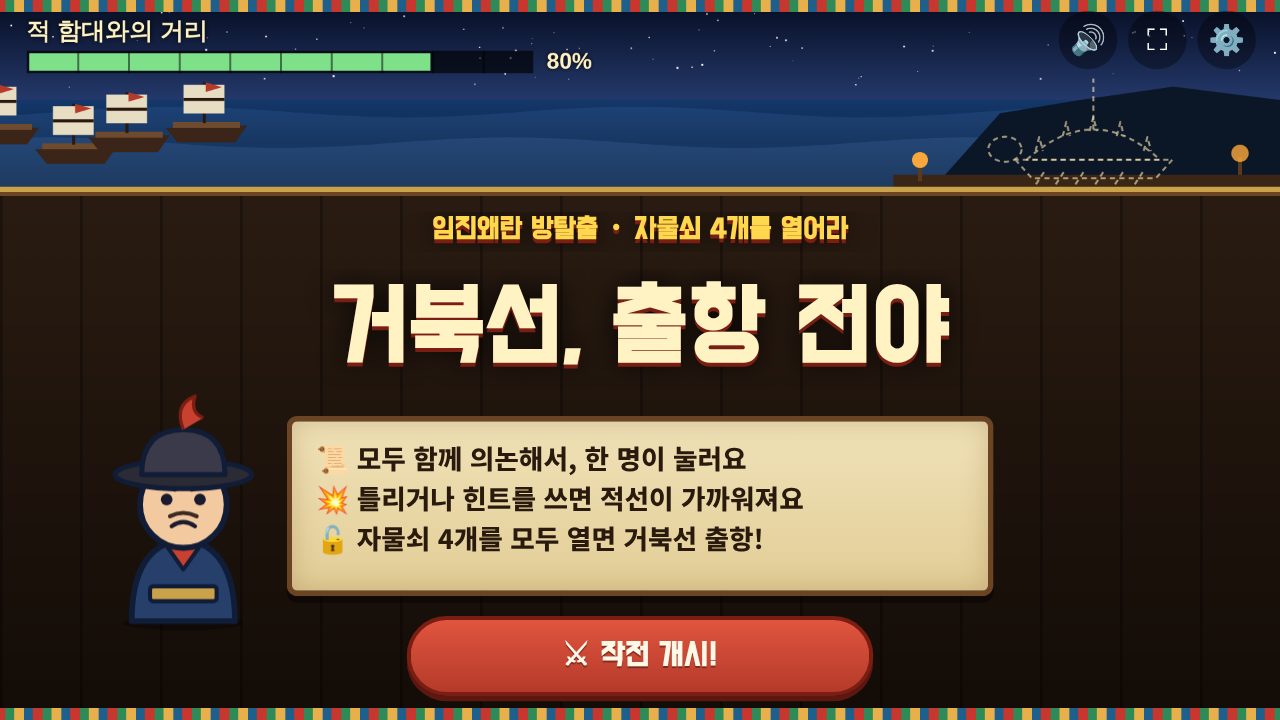 적 함대와의 거리
80%
임진왜란 방탈출 · 자물쇠 4개를 열어라
거북선, 출항 전야
📜 모두 함께 의논해서, 한 명이 눌러요
💥 틀리거나 힌트를 쓰면 적선이 가까워져요
🔓 자물쇠 4개를 모두 열면 거북선 출항!
⚔ 작전 개시!